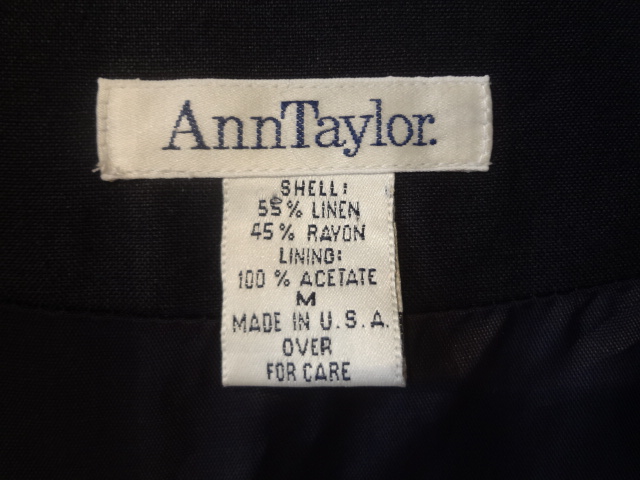 AnnTaylor.
SHELL:
55% LINEN
45% RAYON
LINING:
100 % ACETATE
M
MADE IN U.S.A.
OVER
FOR CARE